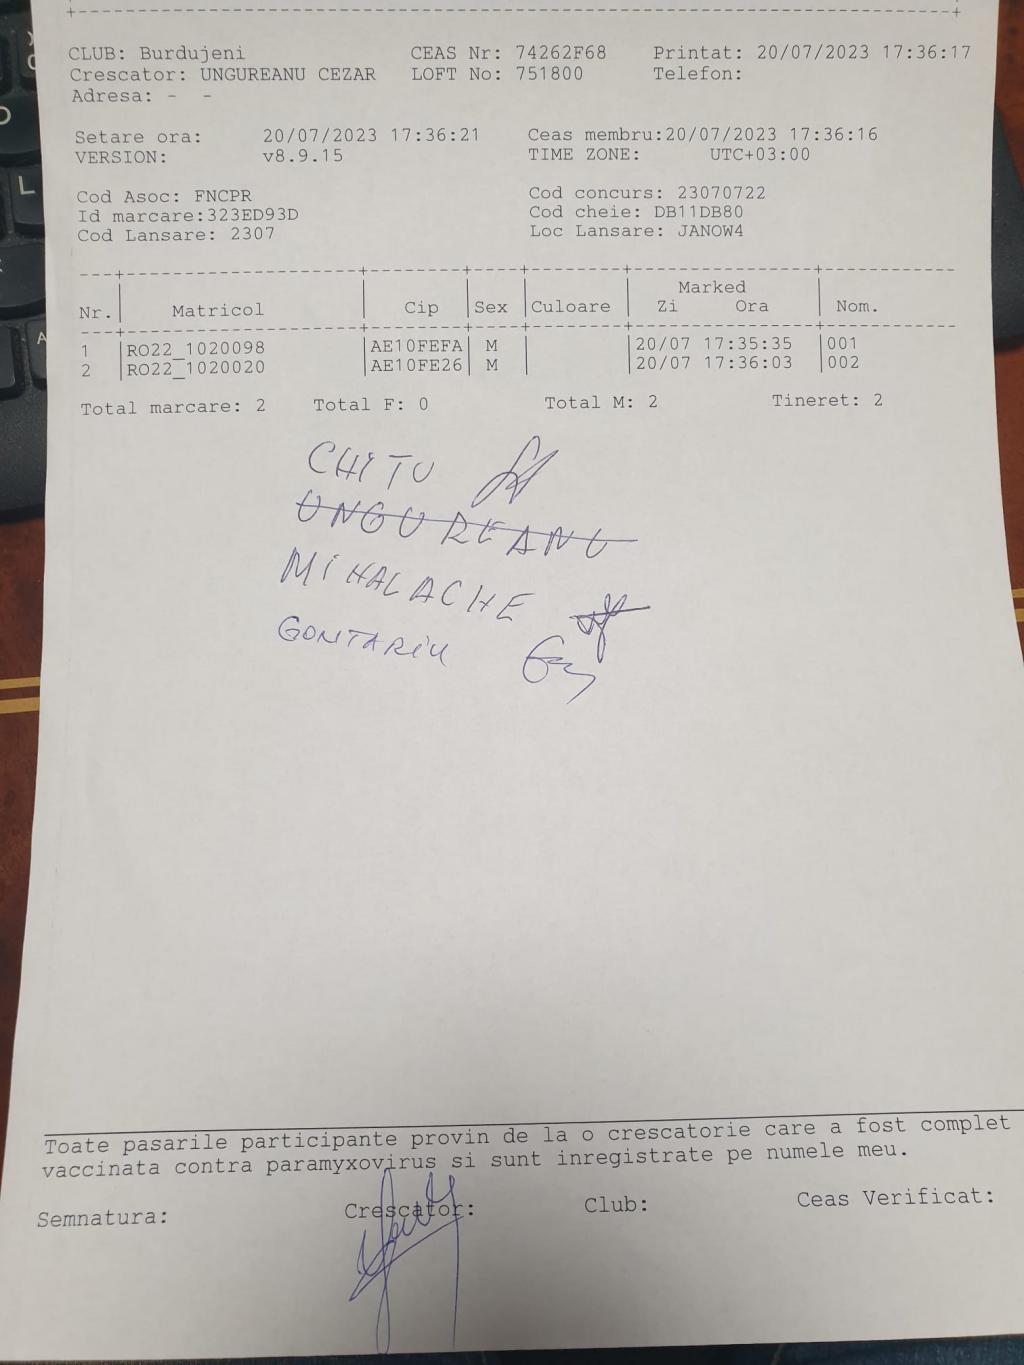 CLUB: Burdujeni CEAS Nr: 74262F68 Printat: 20/07/2023 17:36:17
Crescator: UNGUREANU CEZAR LOFT No: 751800 Telefon:
Adresa: - -
Setare ora: 20/07/2023 17:36:21 Ceas membru:20/07/2023 17:36:16
VERSION: v8.9.15 TIME ZONE: UTC+03:00
Cod Asoc: FNCPR Cod concurs: 23070722
Id marcare:323ED93D Cod cheie: DB11DB80
Cod Lansare: 2307 Loc Lansare: JANOW4
Marked
Nr. Matricol Cip Sex Culoare Zi Ora Nom.
1 RO22_1020098 AE10FEFA M 20/07 17:35:35 001
2 RO22_1020020 AE10FE26 M 20/07 17:36:03 002
Total marcare: 2 Total F: 0 Total M: 2 Tineret: 2
CHITU
UNGUREANU
MIHALACHE
GONTARIU
Toate pasarile participante provin de la o crescatorie care a fost complet
vaccinata contra paramyxovirus si sunt inregistrate pe numele meu.
Semnatura: Crescator: Club: Ceas Verificat: